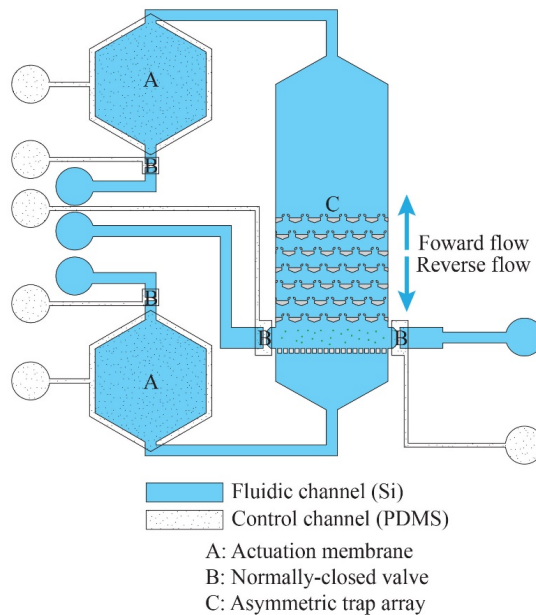 A
B
C
Foward flow
Reverse flow
B
B
B
A
Fluidic channel (Si)
Control channel (PDMS)
A: Actuation membrane
B: Normally-closed valve
C: Asymmetric trap array